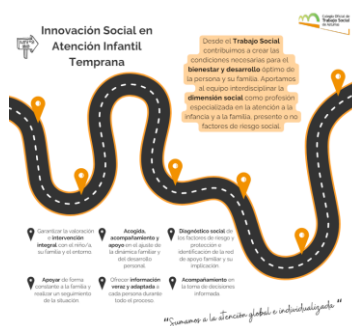 Innovación Social en
Atención Infantil
Temprana
Colegio Oficial de
Trabajo Social
Desde el Trabajo Social
contribuimos a crear las
condiciones necesarias para el
bienestar y desarrollo óptimo de
la persona y su familia. Aportamos
al equipo interdisciplinar la
dimensión social como profesión
especializada en la atención a la
infancia y a la familia, presente o no
factores de riesgo social.
Garantizar la valoración
e intervención
integral con el niño/a,
su familia y el entorno.
Acogida,
acompañamiento y
apoyo en el ajuste de
la dinámica familiar y
del desarrollo
personal.
Diagnóstico social de
los factores de riesgo y
protección e
identificación de la red
de apoyo familiar y su
implicación.
Apoyar de forma
constante a la familia y
realizar un seguimiento
de la situación.
Ofrecer información
veraz y adaptada a
cada persona durante
todo el proceso.
Acompañamiento en
la toma de decisiones
informada.
"Sumamos a la atención global e individualizada"